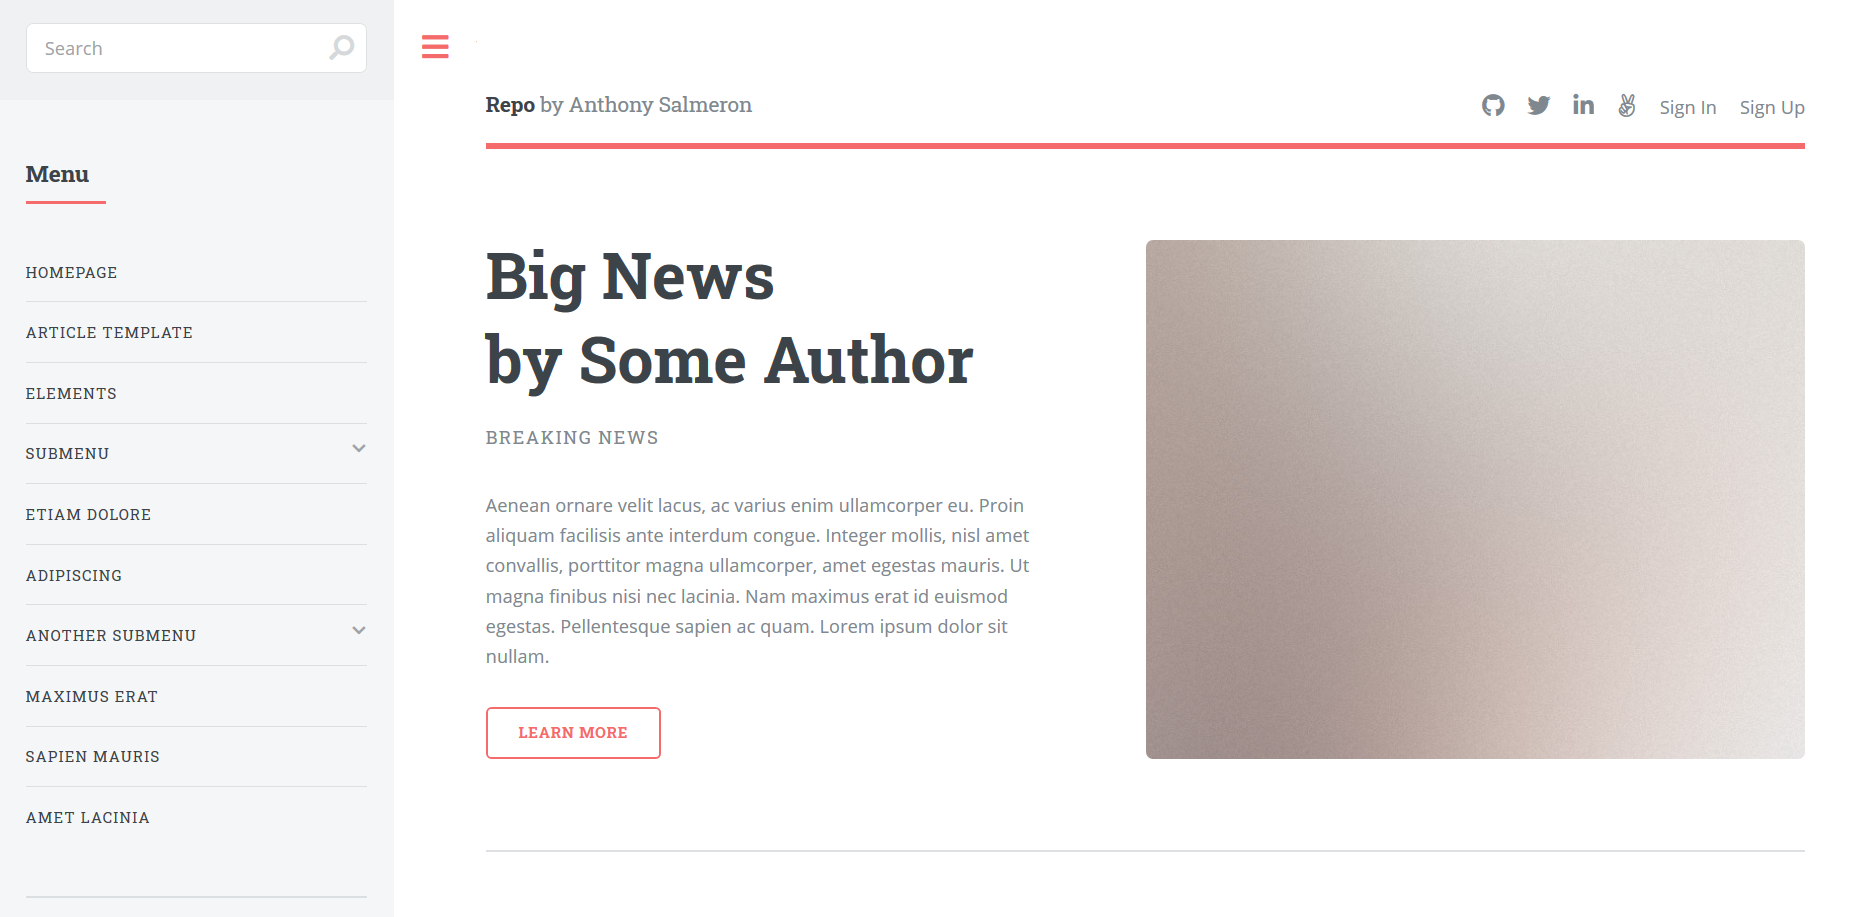 Search
Menu
HOMEPAGE
ARTICLE TEMPLATE
ELEMENTS
SUBMENU
ETIAM DOLORE
ADIPISCING
ANOTHER SUBMENU
MAXIMUS ERAT
SAPIEN MAURIS
AMET LACINIA
Repo by Anthony Salmeron
Sign In Sign Up
Big News
by Some Author
BREAKING NEWS
Aenean ornare velit lacus, ac varius enim ullamcorper eu. Proin
aliquam facilisis ante interdum congue. Integer mollis, nisl amet
convallis, porttitor magna ullamcorper, amet egestas mauris. Ut
magna finibus nisi nec lacinia. Nam maximus erat id euismod
egestas. Pellentesque sapien ac quam. Lorem ipsum dolor sit
nullam.
LEARN MORE